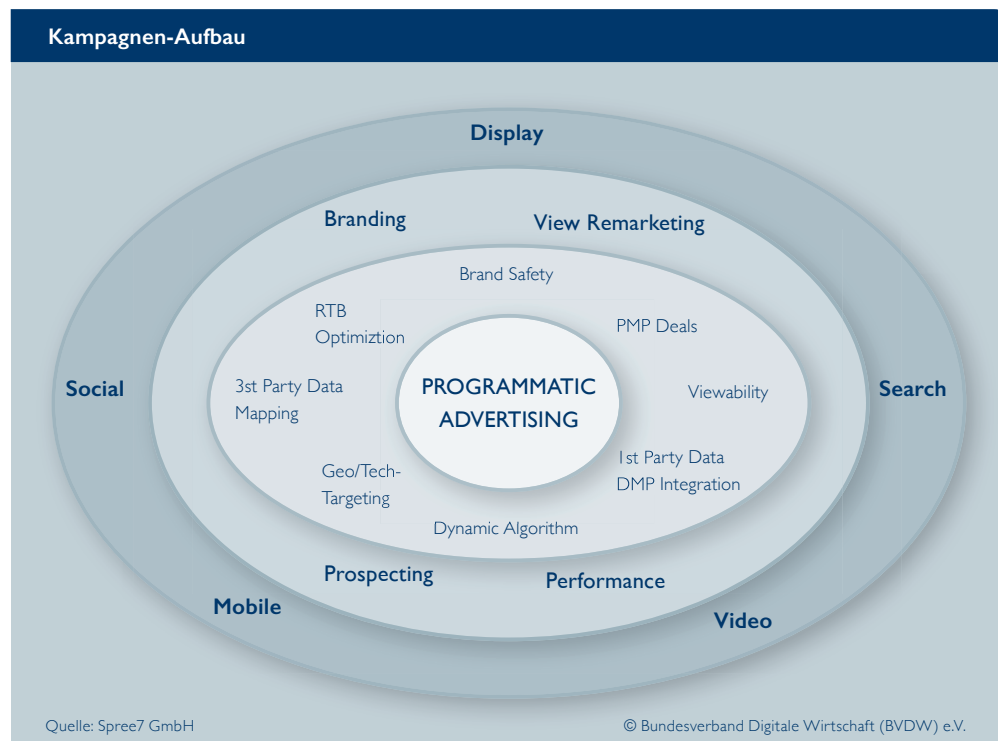 Kampagnen-Aufbau
Display
Branding
View Remarketing
Brand Safety
RTB
Optimiztion
PMP Deals
Social
3st Party Data
Mapping
PROGRAMMATIC
ADVERTISING
Viewability
Search
Geo/Tech-
Targeting
1st Party Data
DMP Integration
Dynamic Algorithm
Prospecting
Performance
Mobile
Video
Quelle: Spree7 GmbH
© Bundesverband Digitale Wirtschaft (BVDW) e.V.